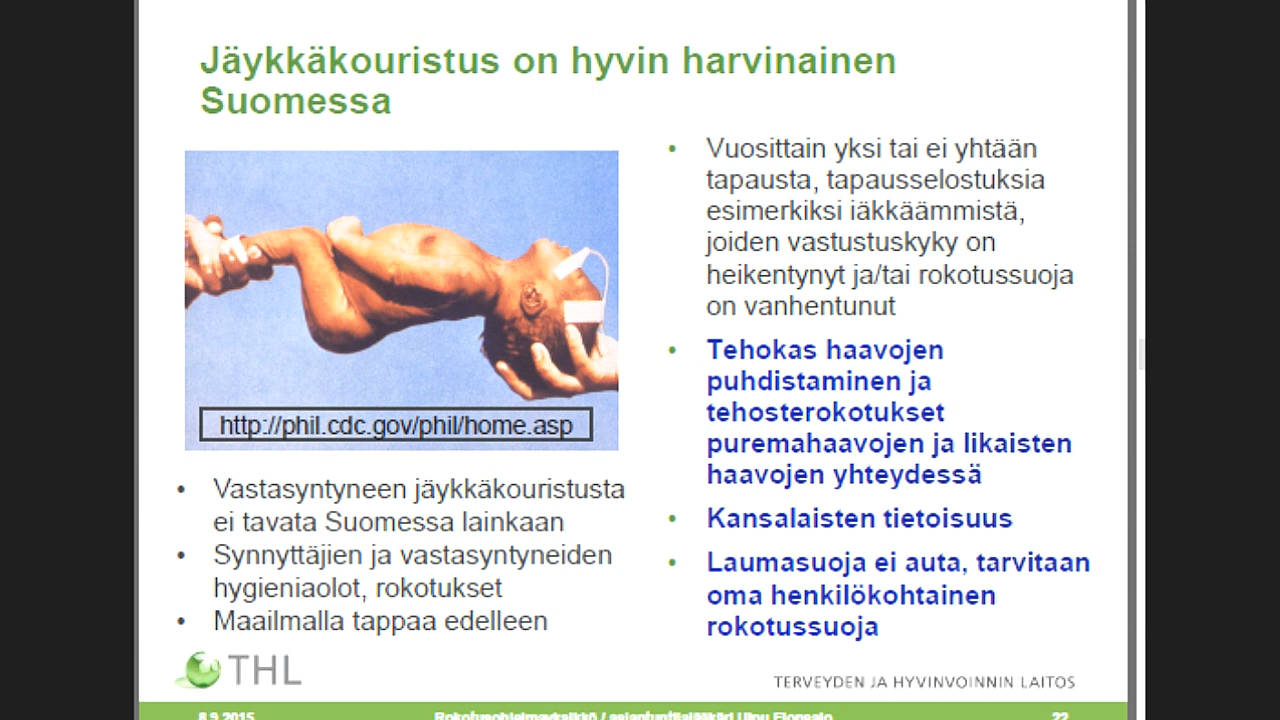 Jäykkäkouristus on hyvin harvinainen
Suomessa
http://phil.cdc.gov/phil/home.asp
• Vastasyntyneen jäykkäkouristusta
ei tavata Suomessa lainkaan
• Synnyttäjien ja vastasyntyneiden
hygieniaolot, rokotukset
• Maailmalla tappaa edelleen
• Vuosittain yksi tai ei yhtään
tapausta, tapausselostuksia
esimerkiksi iäkkäämmistä,
joiden vastustuskyky on
heikentynyt ja/tai rokotussuoja
on vanhentunut
• Tehokas haavojen
puhdistaminen ja
tehosterokotukset
puremahaavojen ja likaisten
haavojen yhteydessä
• Kansalaisten tietoisuus
• Laumasuoja ei auta, tarvitaan
oma henkilökohtainen
rokotussuoja
THL
TERVEYDEN JA HYVINVOINNIN LAITOS
8.9.2015
22